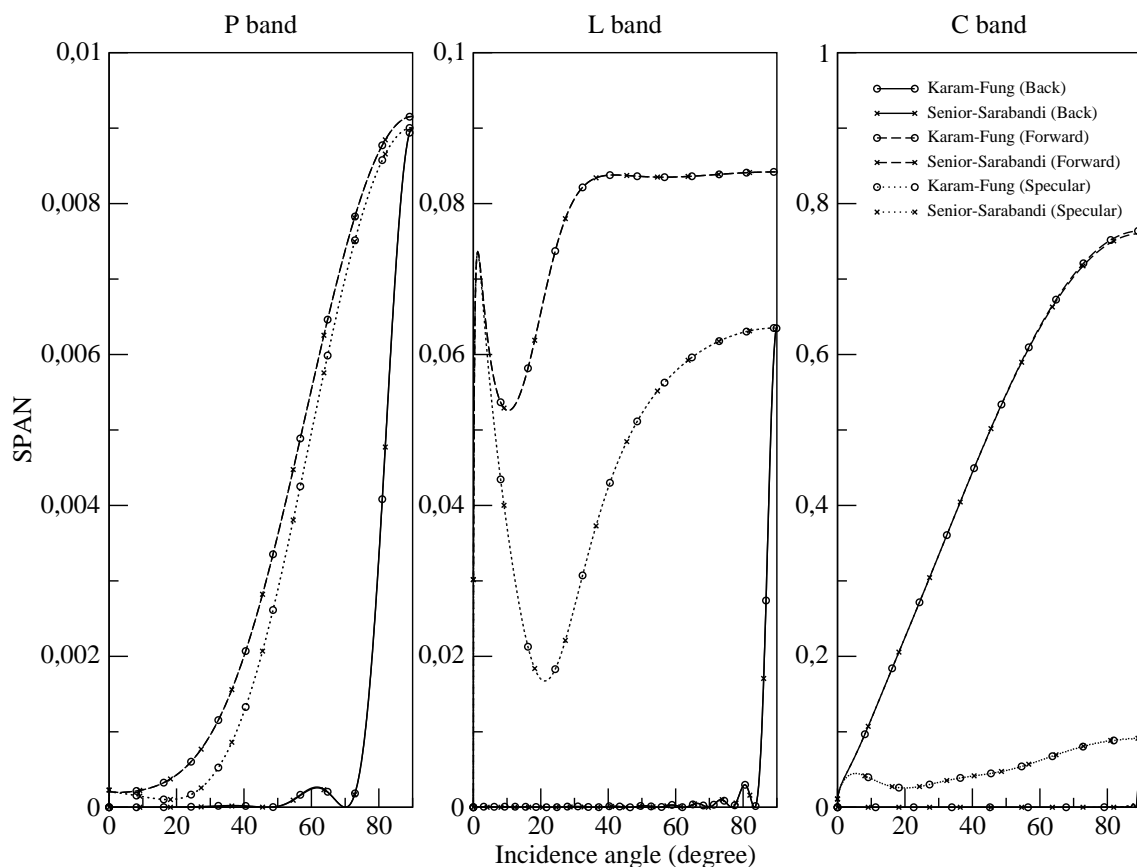 P band
L band
C band
0,01
0,008
0,006
0,004
0,002
0
0,1
0,08
0,06
0,04
0,02
0
1
0,8
0,6
0,4
0,2
0
SPAN
Karam-Fung (Back)
Senior-Sarabandi (Back)
Karam-Fung (Forward)
Senior-Sarabandi (Forward)
Karam-Fung (Specular)
Senior-Sarabandi (Specular)
0 20 40 60 80
0 20 40 60 80
0 20 40 60 80
Incidence angle (degree)